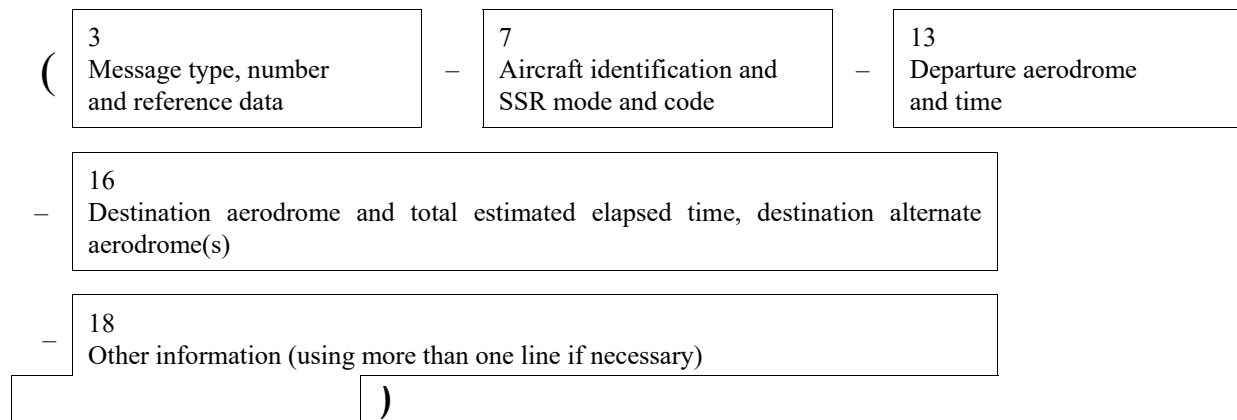 (
3
Message type, number
and reference data
–
7
Aircraft identification and
SSR mode and code
–
13
Departure aerodrome
and time
–
16
Destination aerodrome and total estimated elapsed time, destination alternate
aerodrome(s)
–
18
Other information (using more than one line if necessary)
)